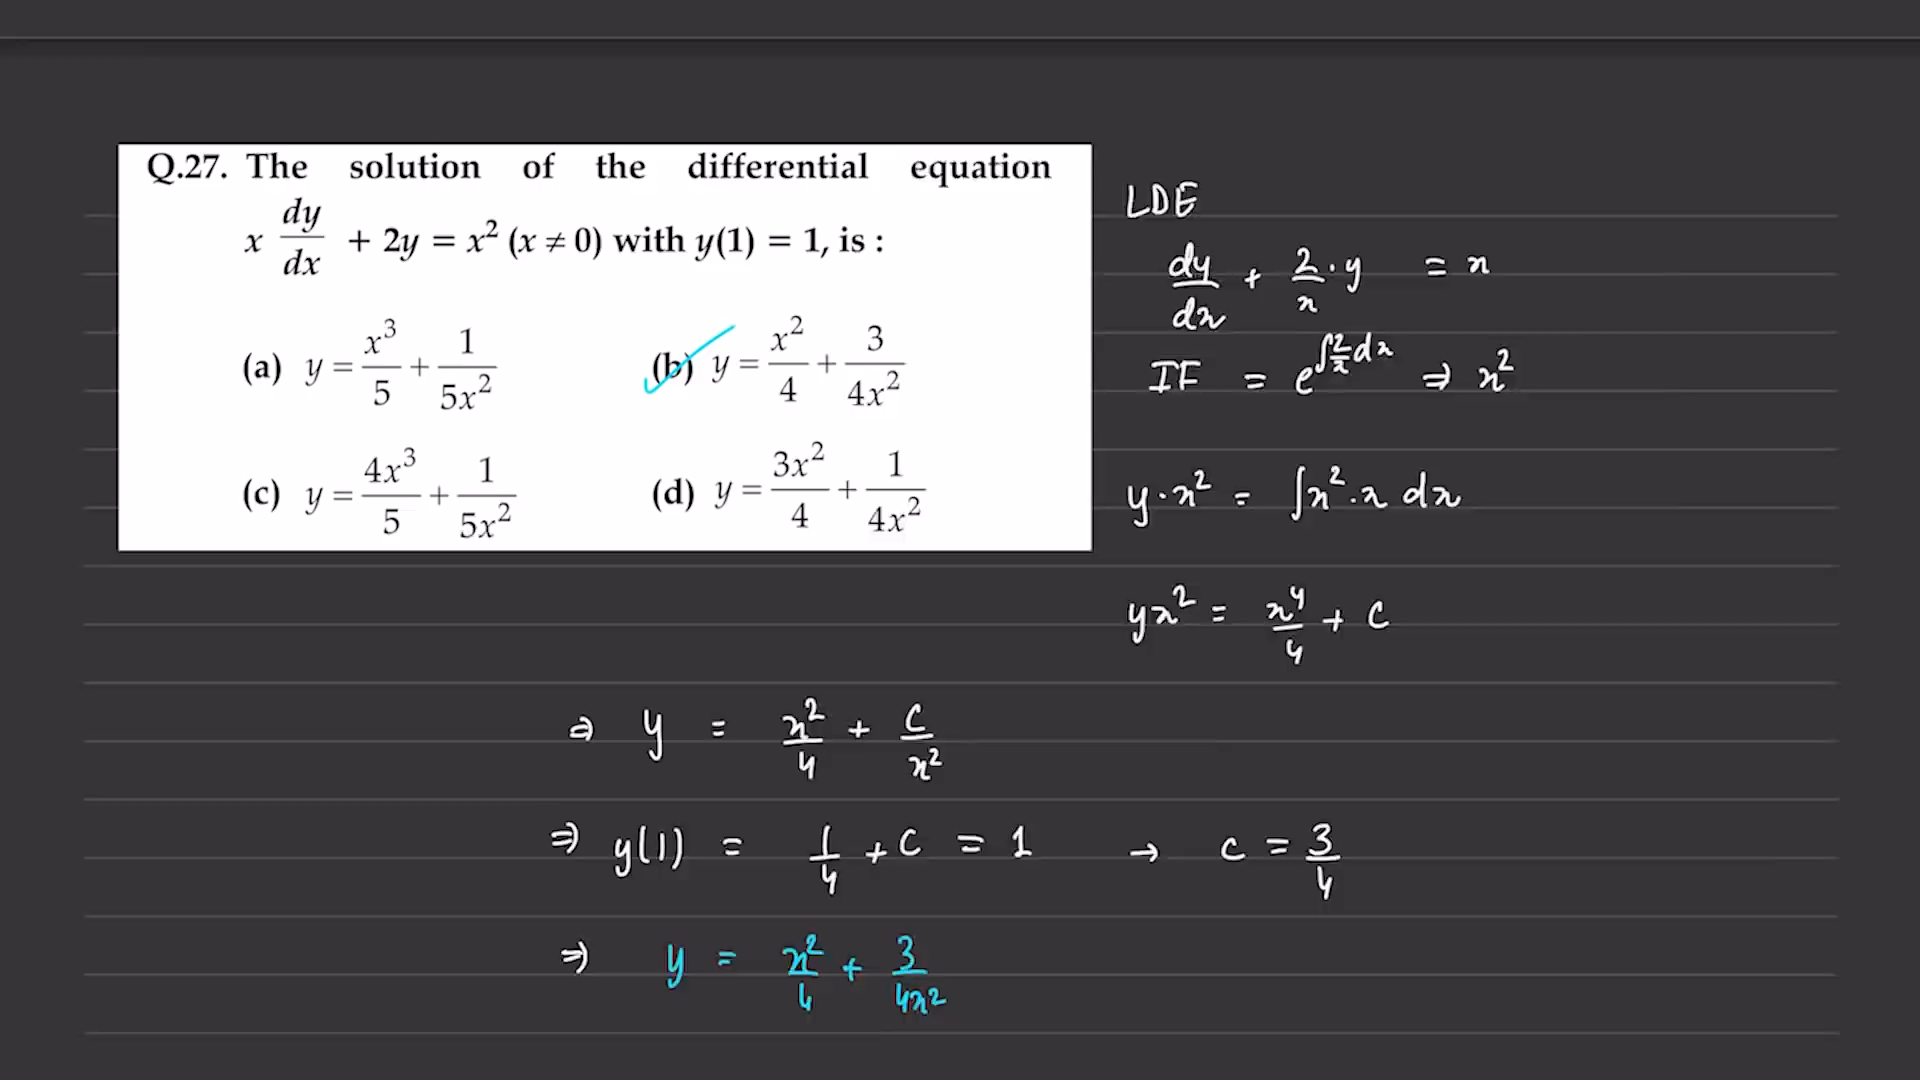 Q.27. The solution of the differential equation
x dy/dx + 2y = x² (x ≠ 0) with y(1) = 1, is :
(a) y = x³/5 + 1/5x² (b) y = x²/4 + 3/4x²
(c) y = 4x³/5 + 1/5x² (d) y = 3x²/4 + 1/4x²
LDE
dy/dx + 2/x · y = x
IF = e^∫2/x dx ⇒ x²
y · x² = ∫x² · x dx
yx² = x⁴/4 + c
⇒ y = x²/4 + c/x²
⇒ y(1) = 1/4 + c = 1 → c = 3/4
⇒ y = x²/4 + 3/4x²